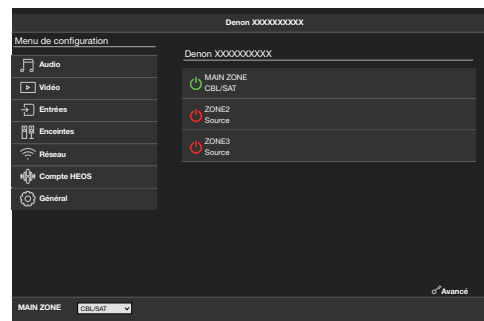 Denon XXXXXXXXXX
Menu de configuration
Audio
Vidéo
Entrées
Enceintes
Réseau
Compte HEOS
Général
Denon XXXXXXXXXX
MAIN ZONE
CBL/SAT
ZONE2
Source
ZONE3
Source
Avancé
MAIN ZONE CBL/SAT